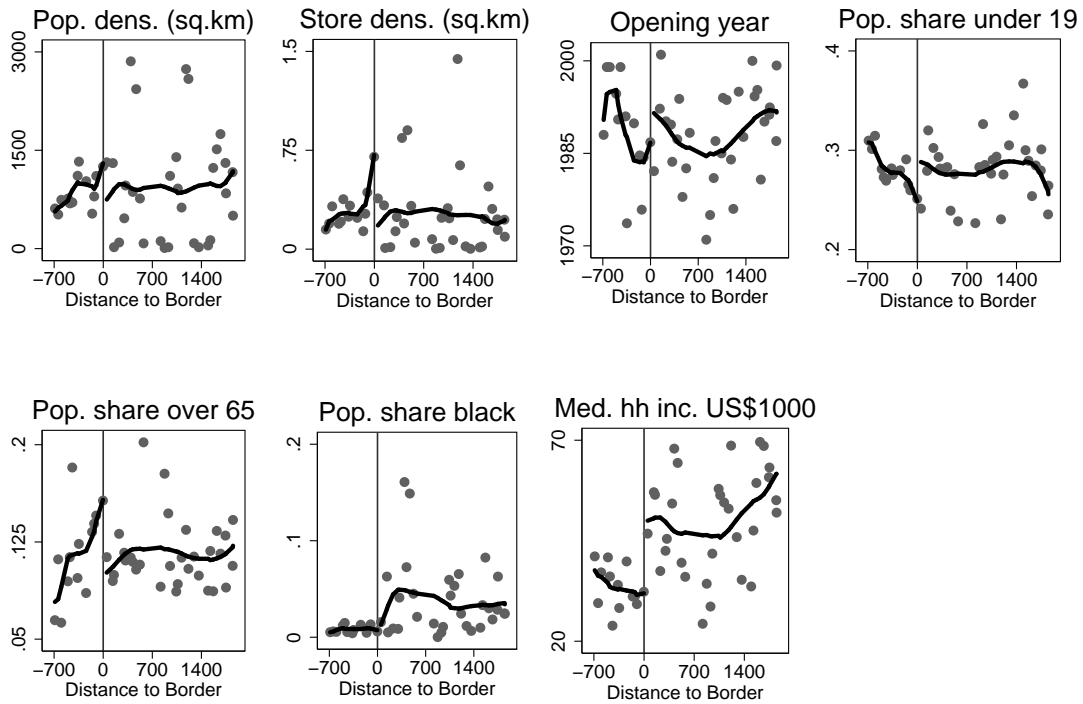 Pop. dens. (sq.km)
3000
1500
0
−700 0 700 1400
Distance to Border
Store dens. (sq.km)
1.5
.75
0
−700 0 700 1400
Distance to Border
Opening year
2000
1985
1970
−700 0 700 1400
Distance to Border
Pop. share under 19
.4
.3
.2
−700 0 700 1400
Distance to Border
Pop. share over 65
.2
.125
.05
−700 0 700 1400
Distance to Border
Pop. share black
.2
.1
0
−700 0 700 1400
Distance to Border
Med. hh inc. US$1000
70
20
−700 0 700 1400
Distance to Border